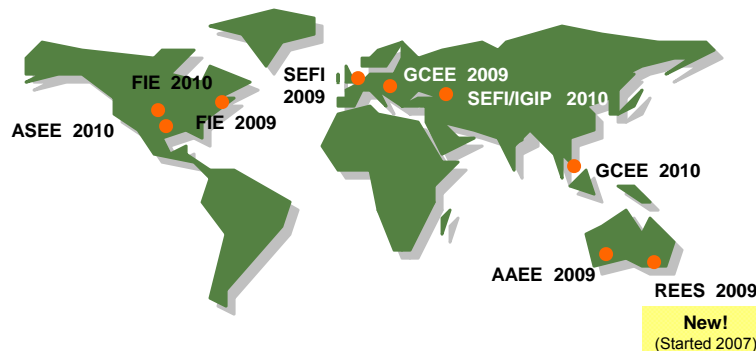 FIE 2010
SEFI
2009
GCEE 2009
SEFI/IGIP 2010
ASEE 2010
FIE 2009
GCEE 2010
AAEE 2009
REES 2009
New!
(Started 2007)